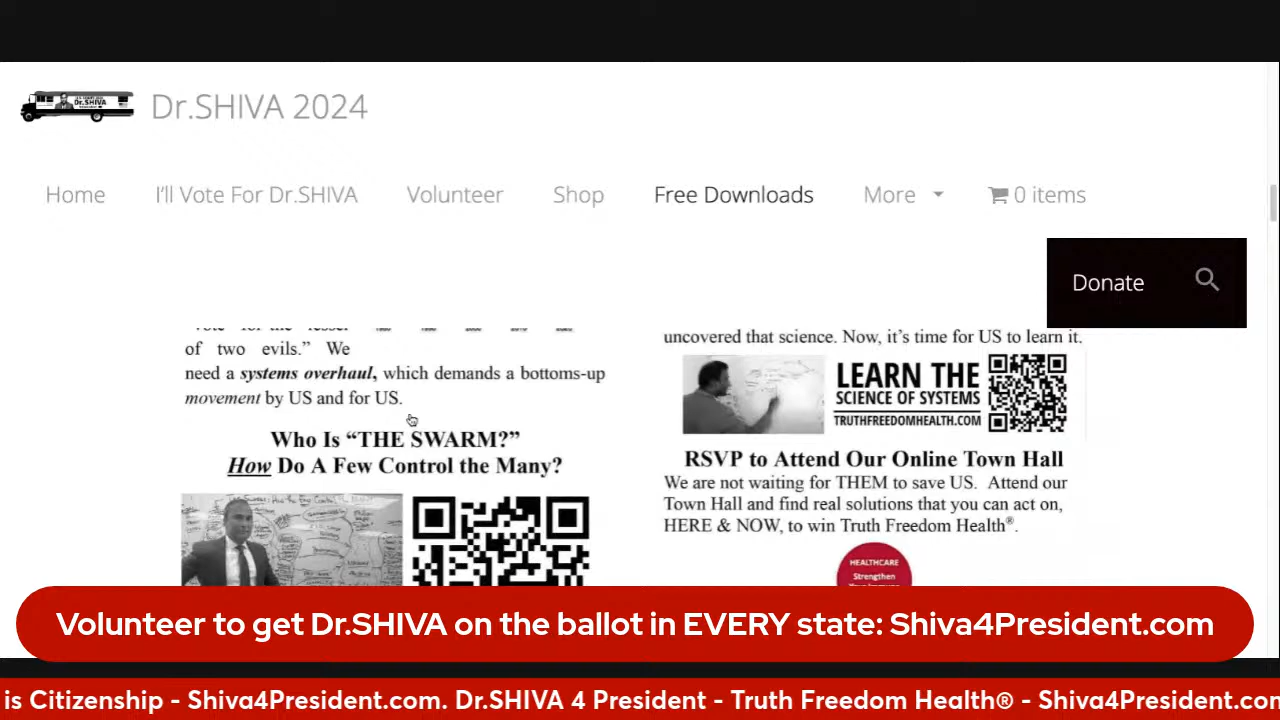 Dr.SHIVA 2024
Home I'll Vote For Dr.SHIVA Volunteer Shop Free Downloads More 0 items
Donate
of two evils.” We
need a systems overhaul, which demands a bottoms-up
movement by US and for US.
Who Is “THE SWARM?”
How Do A Few Control the Many?
uncovered that science. Now, it’s time for US to learn it.
LEARN THE
SCIENCE OF SYSTEMS
TRUTHFREEDOMHEALTH.COM
RSVP to Attend Our Online Town Hall
We are not waiting for THEM to save US. Attend our
Town Hall and find real solutions that you can act on,
HERE & NOW, to win Truth Freedom Health®.
HEALTHCARE
Strengthen
Volunteer to get Dr.SHIVA on the ballot in EVERY state: Shiva4President.com
is Citizenship - Shiva4President.com. Dr.SHIVA 4 President - Truth Freedom Health® - Shiva4President.com